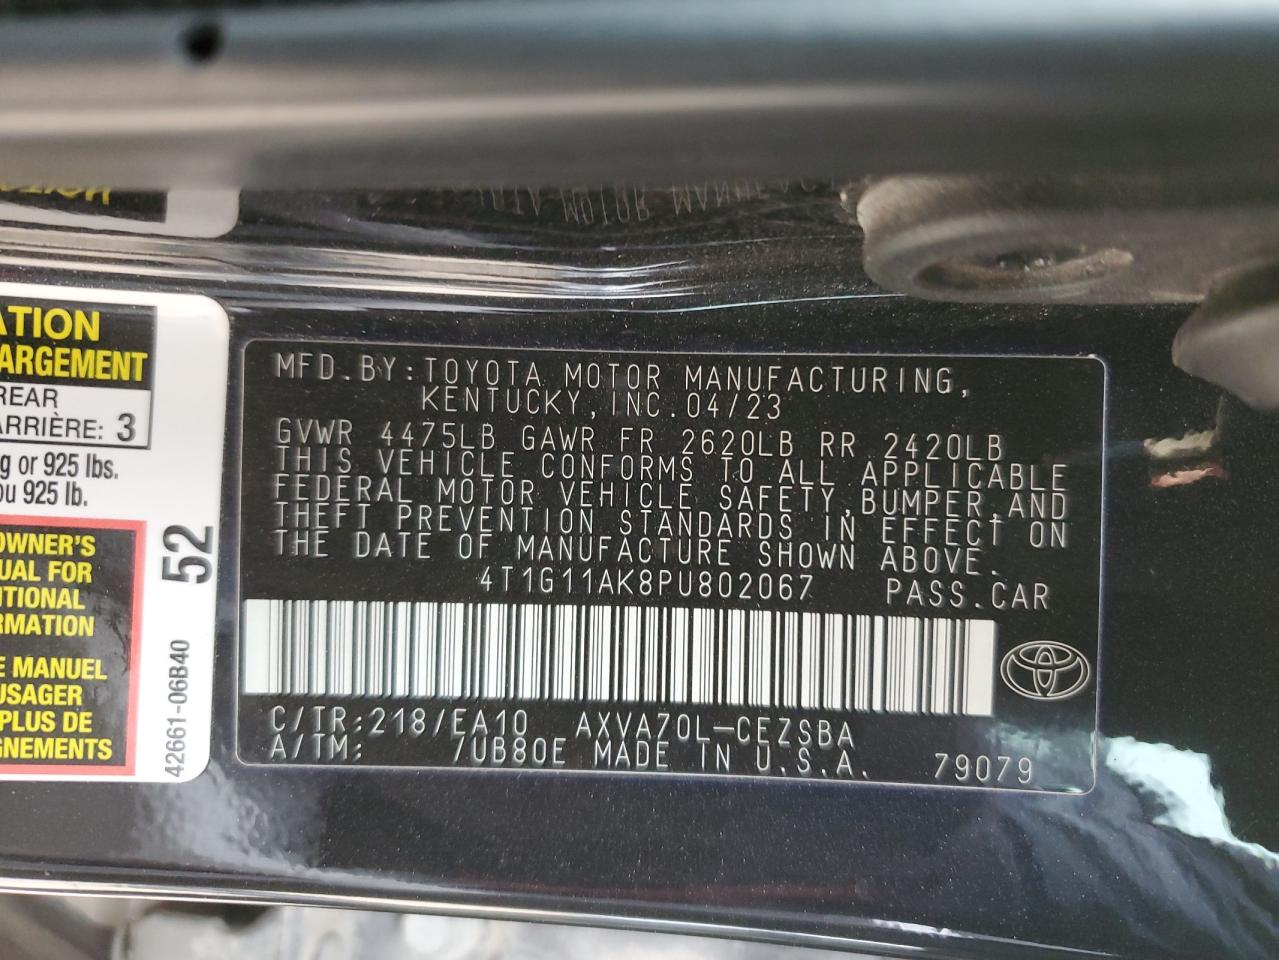 ATION
ARGEMENT
REAR
ARRIÈRE: 3
g or 925 lbs.
ou 925 lb.
OWNER'S
UAL FOR
ITIONAL
RMATION
E MANUEL
USAGER
PLUS DE
GNEMENTS
52
42661-06B40
MFD.BY:TOYOTA MOTOR MANUFACTURING,
KENTUCKY,INC.04/23
GVWR 4475LB GAWR FR 2620LB RR 2420LB
THIS VEHICLE CONFORMS TO ALL APPLICABLE
FEDERAL MOTOR VEHICLE SAFETY,BUMPER,AND
THEFT PREVENTION STANDARDS IN EFFECT ON
THE DATE OF MANUFACTURE SHOWN ABOVE.
4T1G11AK8PU802067 PASS.CAR
C/TR:218/EA10 AXVA70L-CEZSBA
A/TM: /UB80E MADE IN U.S.A. 79079